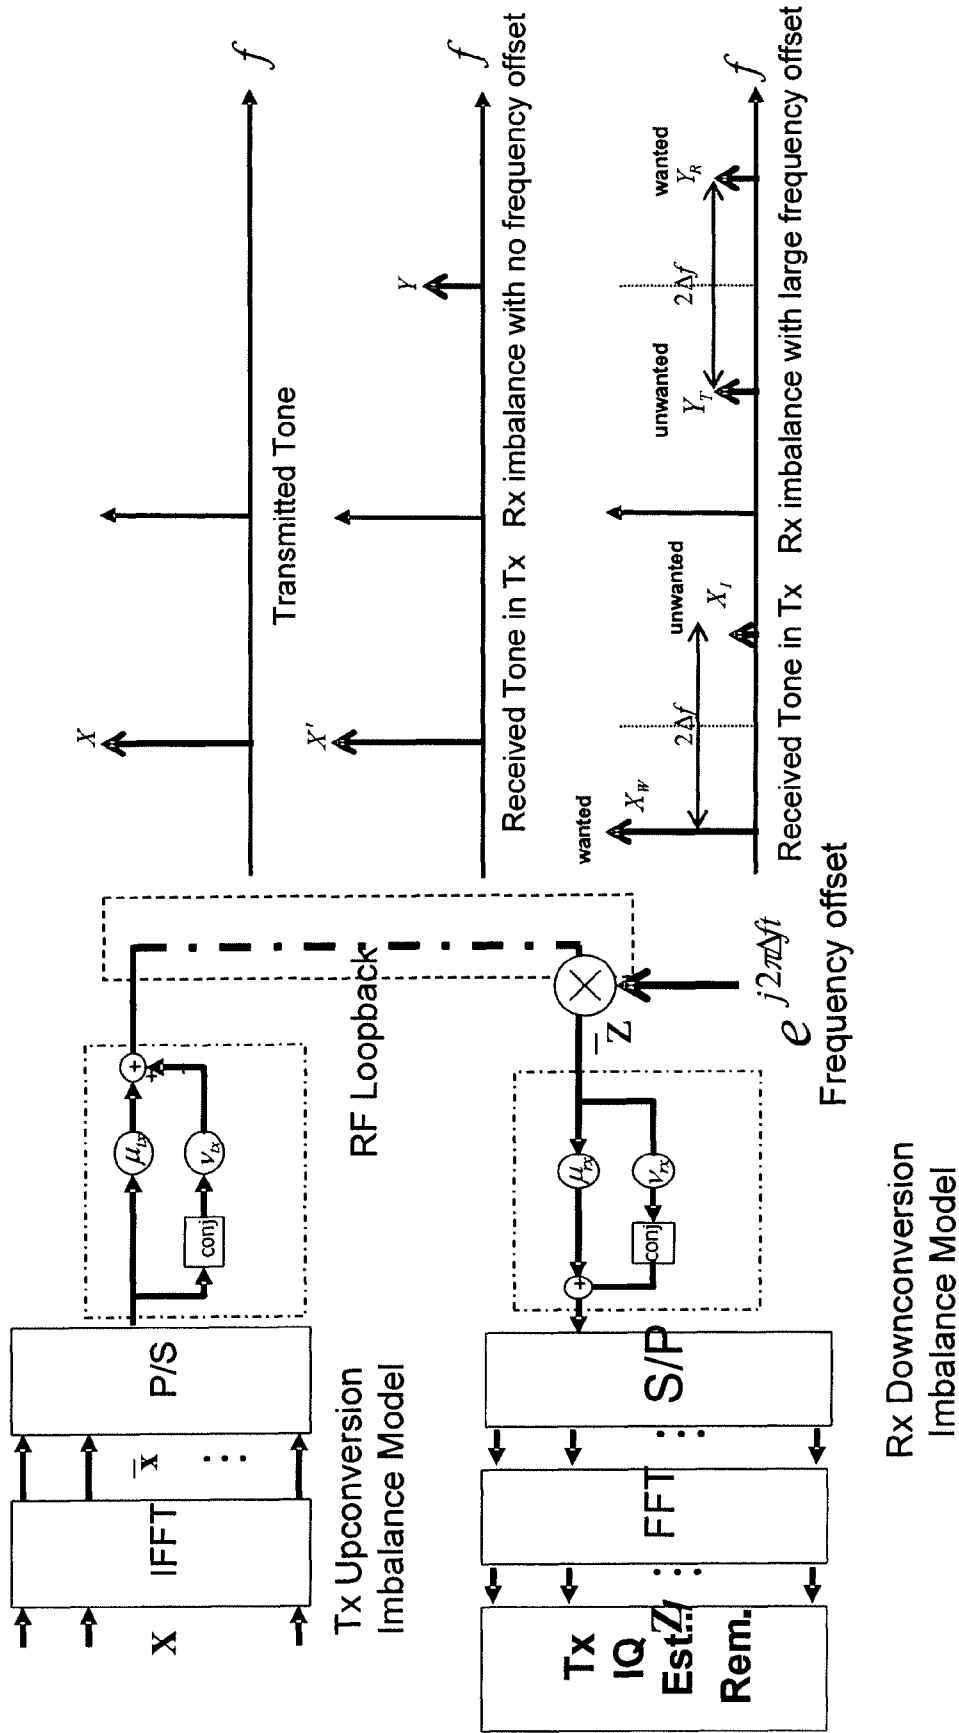 X
IFFT
x̄
...
P/S
μtx
conj
νtx
+
+
+
Tx Upconversion
Imbalance Model
RF Loopback
Tx
IQ
Est..
Rem.
...
FFT
...
S/P
+
μrx
conj
νrx
z̄
e^{j2πΔft}
Frequency offset
Rx Downconversion
Imbalance Model
X
f
Transmitted Tone
X'
Y
f
Received Tone in Tx Rx imbalance with no frequency offset
wanted
X_W
2Δf
unwanted
X_I
unwanted
Y_T
2Δf
wanted
Y_R
f
Received Tone in Tx Rx imbalance with large frequency offset